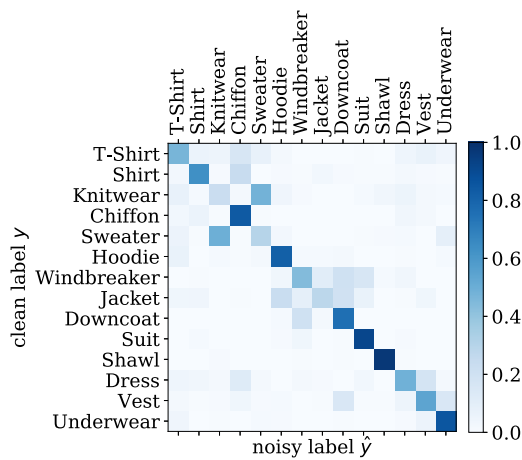 T-Shirt
Shirt
Knitwear
Chiffon
Sweater
Hoodie
Windbreaker
Jacket
Downcoat
Suit
Shawl
Dress
Vest
Underwear
clean label y
T-Shirt
Shirt
Knitwear
Chiffon
Sweater
Hoodie
Windbreaker
Jacket
Downcoat
Suit
Shawl
Dress
Vest
Underwear
1.0
0.8
0.6
0.4
0.2
0.0
noisy label ŷ